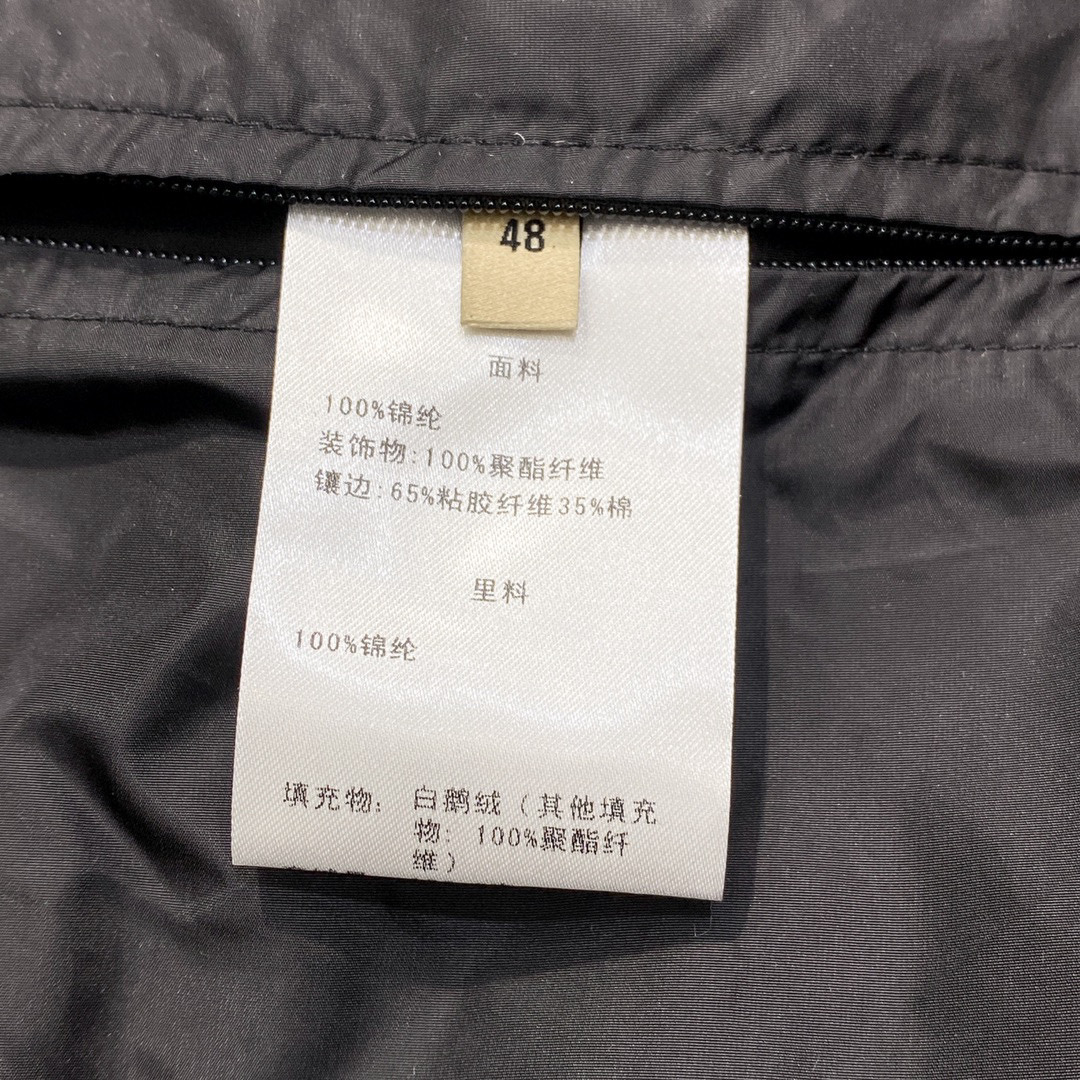 48
面料
100%锦纶
装饰物:100%聚酯纤维
镶边:65%粘胶纤维35%棉
里料
100%锦纶
填充物: 白鹅绒(其他填充
物: 100%聚酯纤
维)